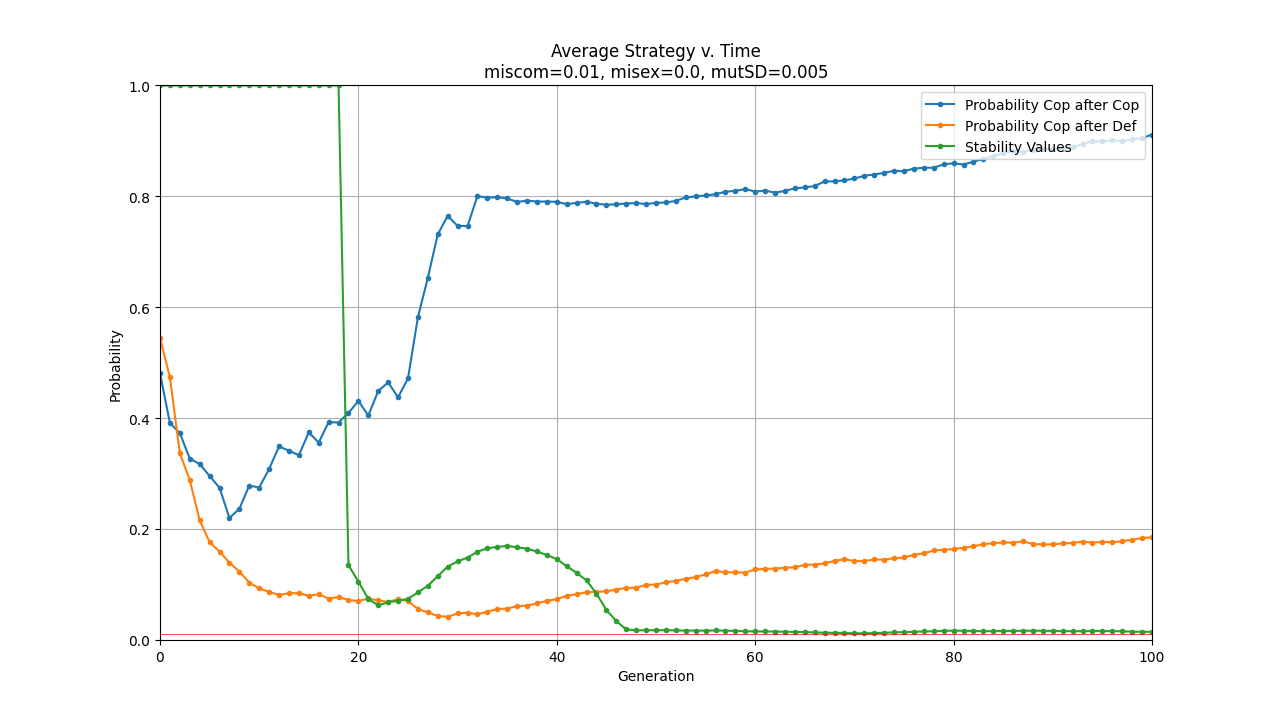 Average Strategy v. Time
miscom=0.01, misex=0.0, mutSD=0.005
Probability Cop after Cop
Probability Cop after Def
Stability Values
Probability
1.0
0.8
0.6
0.4
0.2
0.0
0 20 40 60 80 100
Generation